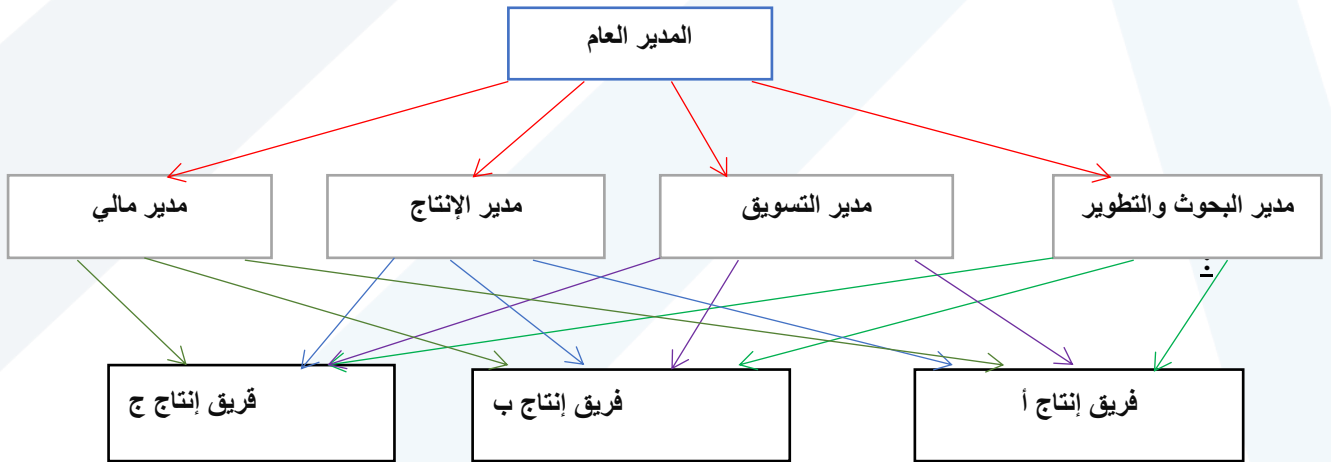 المدير العام
مدير البحوث والتطوير
مدير التسويق
مدير الإنتاج
مدير مالي
:
فريق إنتاج أ
فريق إنتاج ب
قريق إنتاج ج